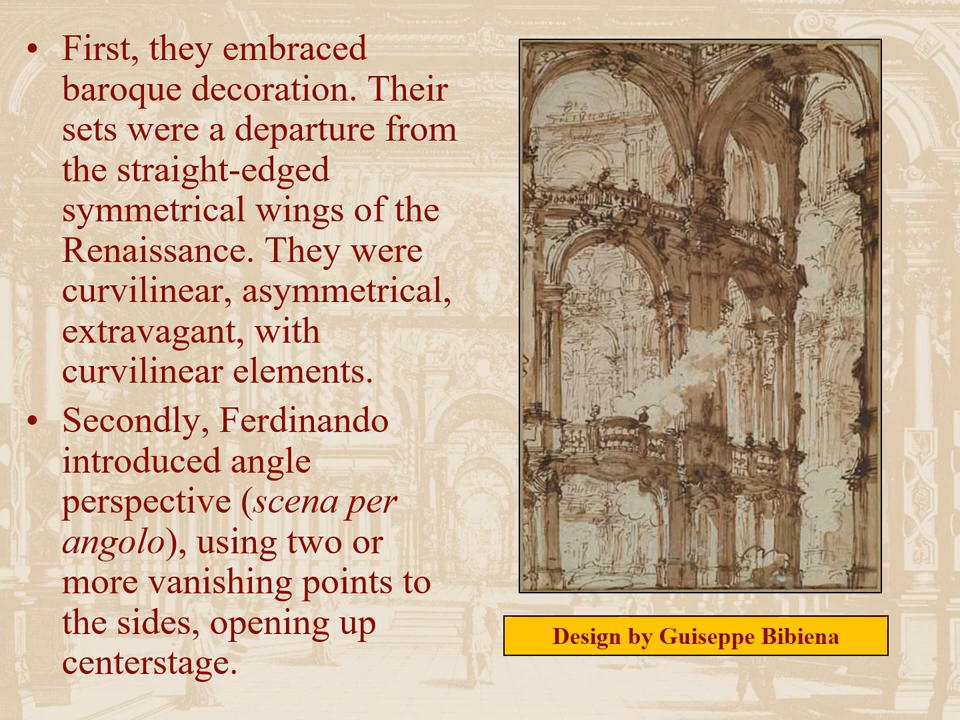 • First, they embraced
baroque decoration. Their
sets were a departure from
the straight-edged
symmetrical wings of the
Renaissance. They were
curvilinear, asymmetrical,
extravagant, with
curvilinear elements.
• Secondly, Ferdinando
introduced angle
perspective (scena per
angolo), using two or
more vanishing points to
the sides, opening up
centerstage.
Design by Guiseppe Bibiena